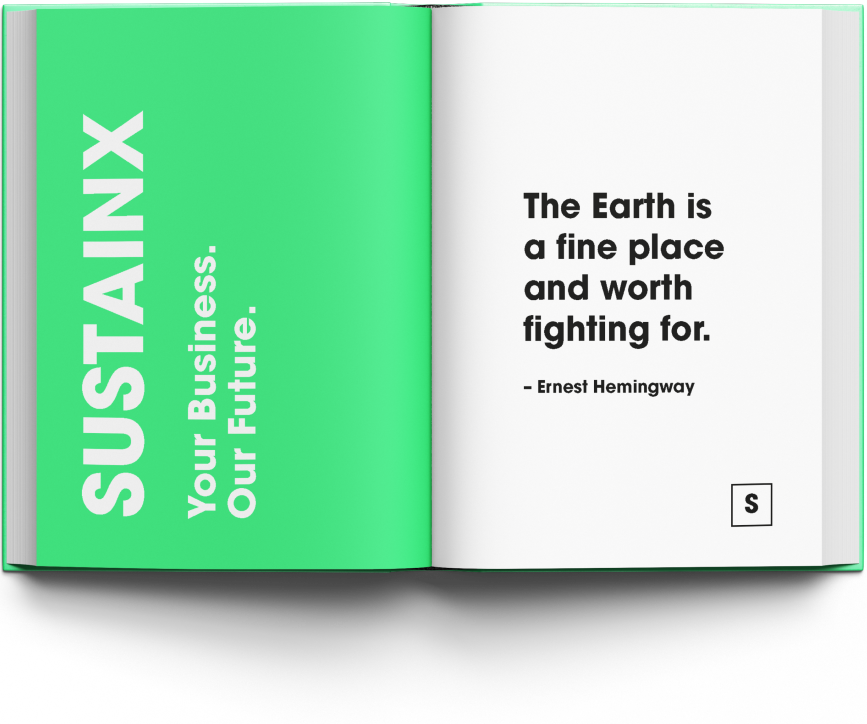 SUSTAINX
Your Business.
Our Future.
The Earth is
a fine place
and worth
fighting for.
– Ernest Hemingway
S